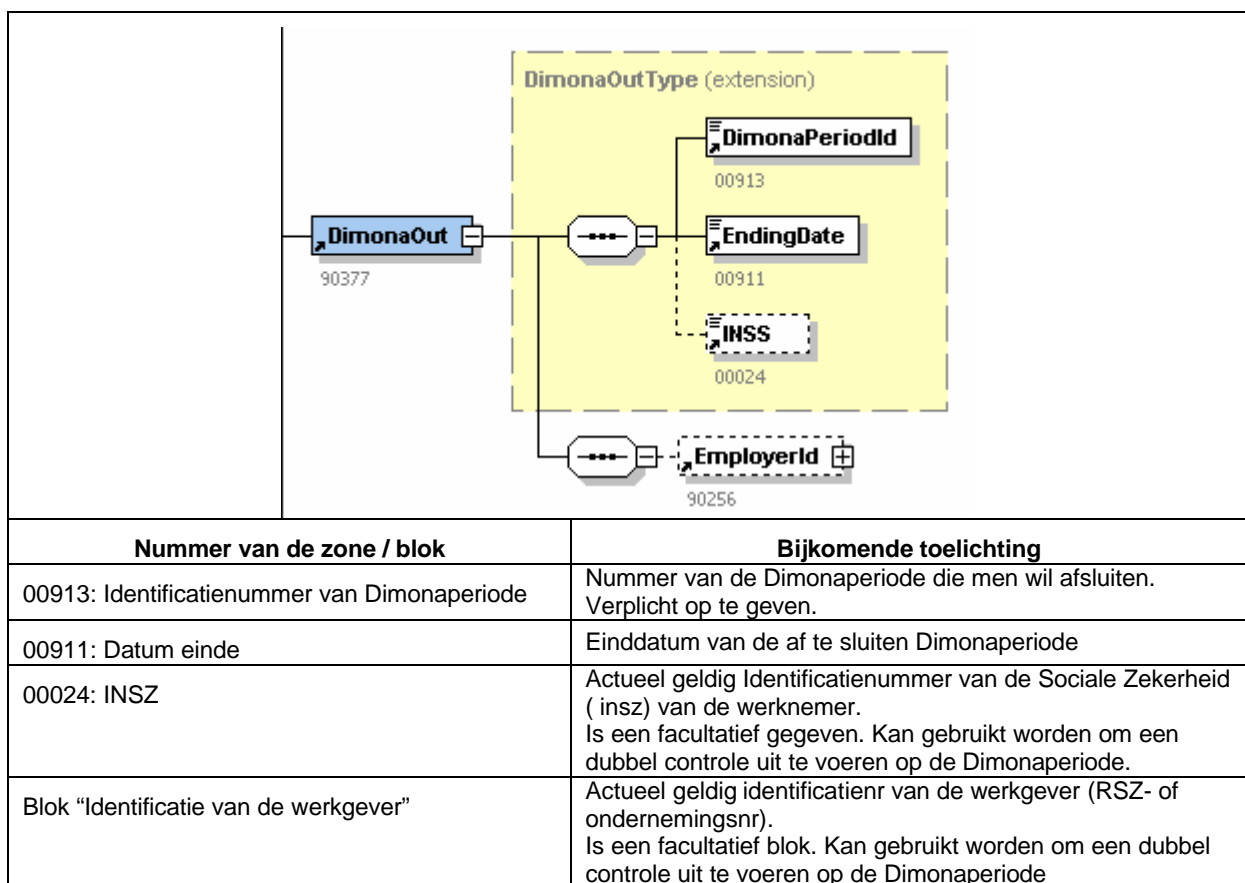 DimonaOutType (extension)
DimonaPeriodId
00913
DimonaOut
90377
EndingDate
00911
INSS
00024
EmployerId
90256
Nummer van de zone / blok
Bijkomende toelichting
00913: Identificatienummer van Dimonaperiode
Nummer van de Dimonaperiode die men wil afsluiten.
Verplicht op te geven.
00911: Datum einde
Einddatum van de af te sluiten Dimonaperiode
00024: INSZ
Actueel geldig Identificatienummer van de Sociale Zekerheid
( insz) van de werknemer.
Is een facultatief gegeven. Kan gebruikt worden om een
dubbel controle uit te voeren op de Dimonaperiode.
Blok “Identificatie van de werkgever”
Actueel geldig identificatienr van de werkgever (RSZ- of
ondernemingsnr).
Is een facultatief blok. Kan gebruikt worden om een dubbel
controle uit te voeren op de Dimonaperiode